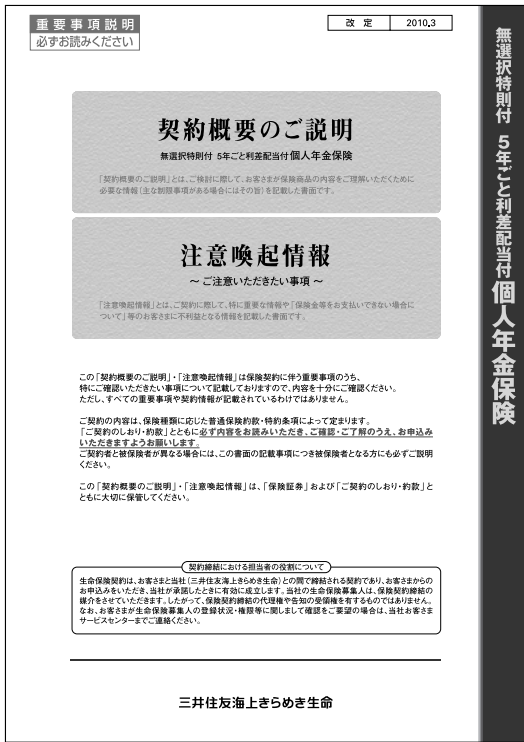 重要事項説明
必ずお読みください
改 定 2010.3
無選択特則付 5年ごと利差配当付 個人年金保険
契約概要のご説明
無選択特則付 5年ごと利差配当付 個人年金保険
「契約概要のご説明」とは、ご検討に際して、お客さまが保険商品の内容をご理解いただくために
必要な情報(主な制限事項がある場合にはその旨)を記載した書面です。
注意喚起情報
〜 ご注意いただきたい事項 〜
「注意喚起情報」とは、ご契約に際して、特に重要な情報や「保険金等をお支払いできない場合に
ついて」等のお客さまに不利益となる情報を記載した書面です。
この「契約概要のご説明」・「注意喚起情報」は保険契約に伴う重要事項のうち、
特にご確認いただきたい事項について記載しておりますので、内容を十分にご確認ください。
ただし、すべての重要事項や契約情報が記載されているわけではありません。
ご契約の内容は、保険種類に応じた普通保険約款・特約条項によって定まります。
「ご契約のしおり・約款」とともに必ず内容をお読みいただき、ご確認・ご了解のうえ、お申込み
いただきますようお願いします。
ご契約者と被保険者が異なる場合には、この書面の記載事項につき被保険者となる方にも必ずご説明
ください。
この「契約概要のご説明」・「注意喚起情報」は、「保険証券」および「ご契約のしおり・約款」と
ともに大切に保管してください。
契約締結における担当者の役割について
生命保険契約は、お客さまと当社(三井住友海上きらめき生命)との間で締結される契約であり、お客さまからの
お申込みをいただき、当社が承諾したときに有効に成立します。当社の生命保険募集人は、保険契約締結の
媒介をさせていただきます。したがって、保険契約締結の代理権や告知の受領権を有するものではありません。
なお、お客さまが生命保険募集人の登録状況・権限等に関しまして確認をご要望の場合は、当社お客さま
サービスセンターまでご連絡ください。
三井住友海上きらめき生命